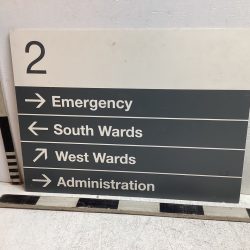 2
→ Emergency
← South Wards
↗ West Wards
→ Administration